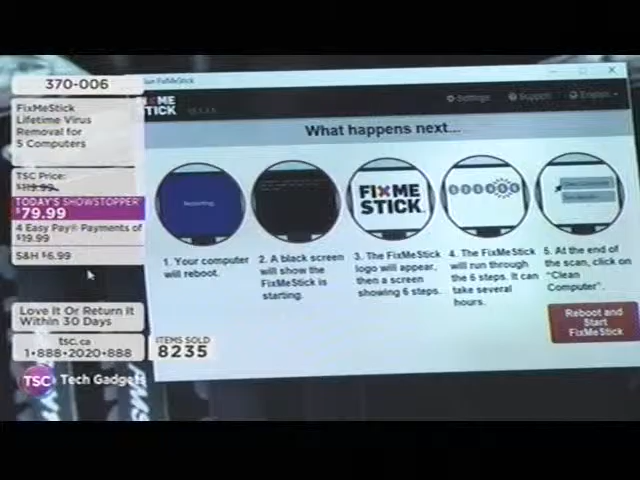 370-006
FixMeStick
Lifetime Virus
Removal for
5 Computers
TSC Price:
$119.99
TODAY'S SHOWSTOPPER
$79.99
4 Easy Pay® Payments of
$19.99
S&H $6.99
Love It Or Return It
Within 30 Days
tsc.ca
1·888·2020·888
TSC Tech Gadgets
FixMeStick
FIXME
STICK
Settings Support English
What happens next...
Restarting...
FIXME
STICK.
1. Your computer
will reboot.
2. A black screen
will show the
FixMeStick is
starting.
3. The FixMeStick
logo will appear,
then a screen
showing 6 steps.
4. The FixMeStick
will run through
the 6 steps. It can
take several
hours.
5. At the end of
the scan, click on
"Clean
Computer".
Reboot and
Start
FixMeStick
ITEMS SOLD
8235